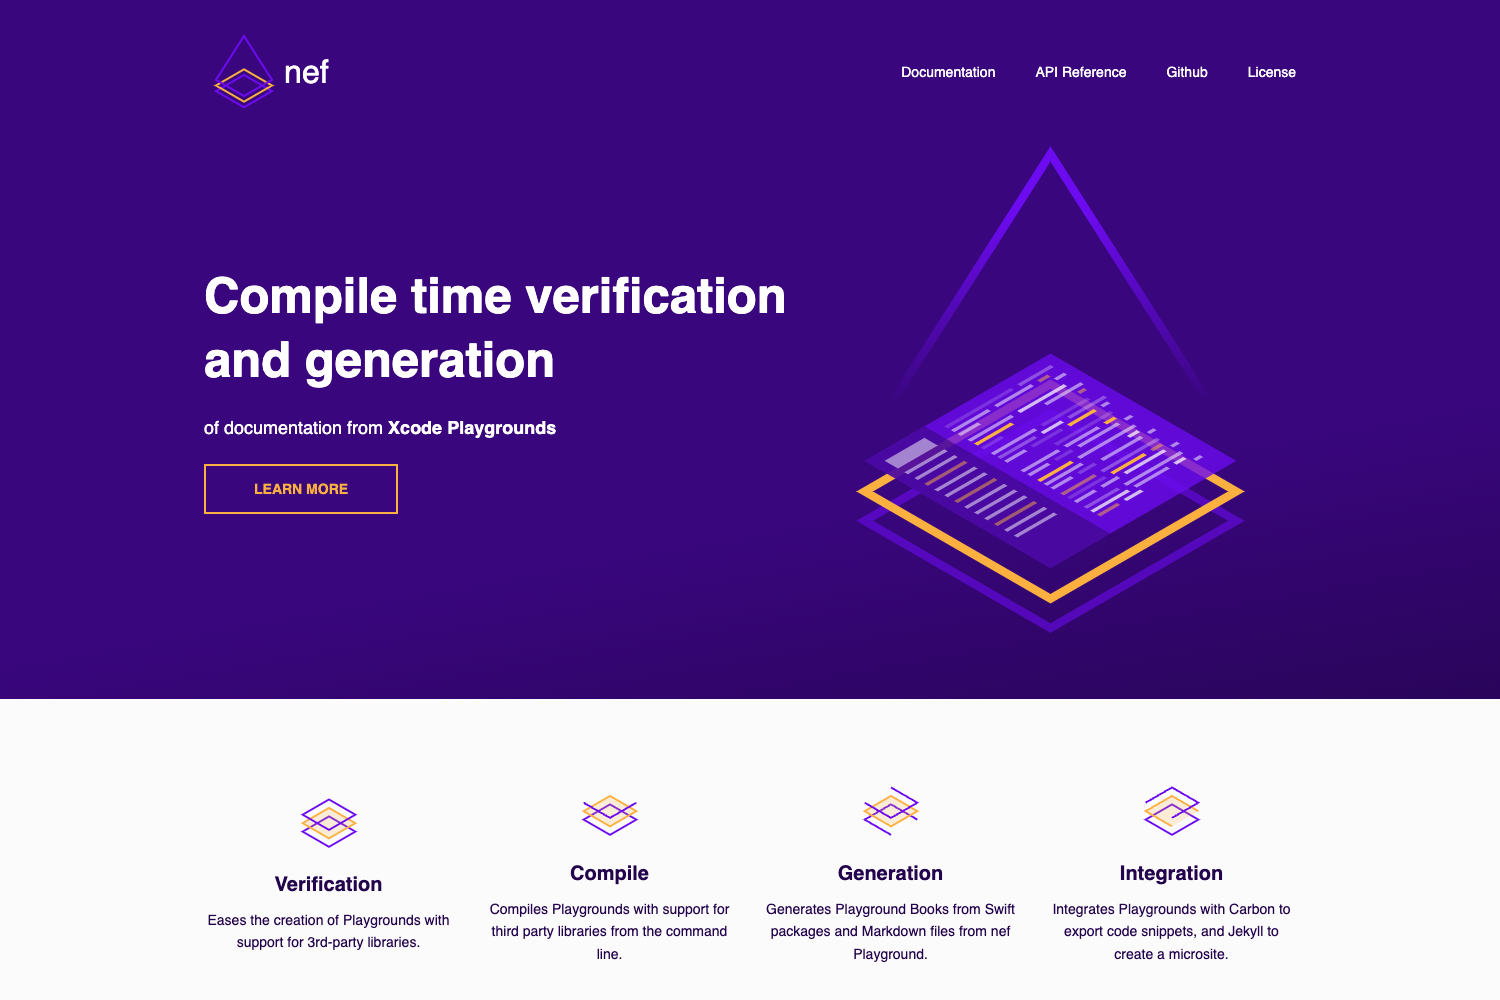 nef
Documentation
API Reference
Github
License
Compile time verification
and generation
of documentation from Xcode Playgrounds
LEARN MORE
Verification
Eases the creation of Playgrounds with
support for 3rd-party libraries.
Compile
Compiles Playgrounds with support for
third party libraries from the command
line.
Generation
Generates Playground Books from Swift
packages and Markdown files from nef
Playground.
Integration
Integrates Playgrounds with Carbon to
export code snippets, and Jekyll to
create a microsite.